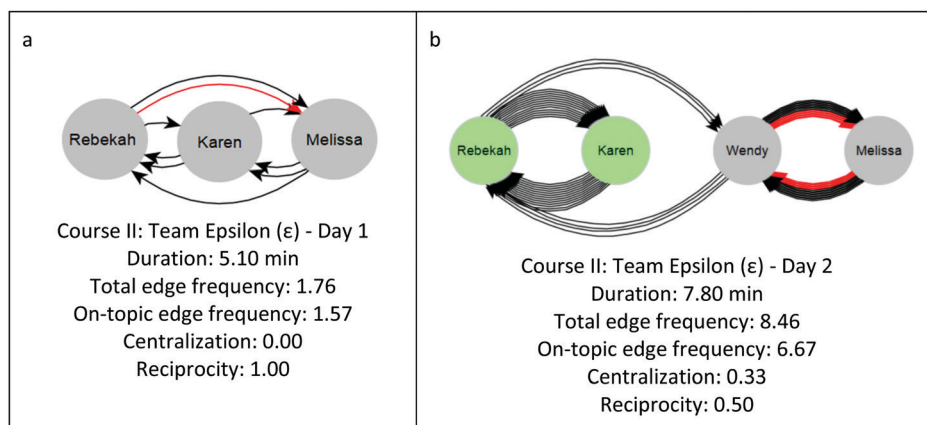 a
Rebekah
Karen
Melissa
Course II: Team Epsilon (ε) - Day 1
Duration: 5.10 min
Total edge frequency: 1.76
On-topic edge frequency: 1.57
Centralization: 0.00
Reciprocity: 1.00
b
Rebekah
Karen
Wendy
Melissa
Course II: Team Epsilon (ε) - Day 2
Duration: 7.80 min
Total edge frequency: 8.46
On-topic edge frequency: 6.67
Centralization: 0.33
Reciprocity: 0.50